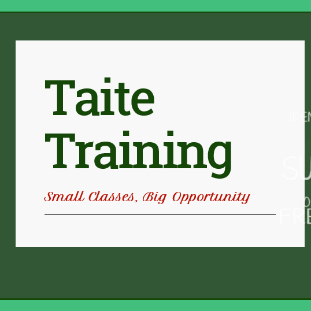 Taite
Training
Small Classes, Big Opportunity